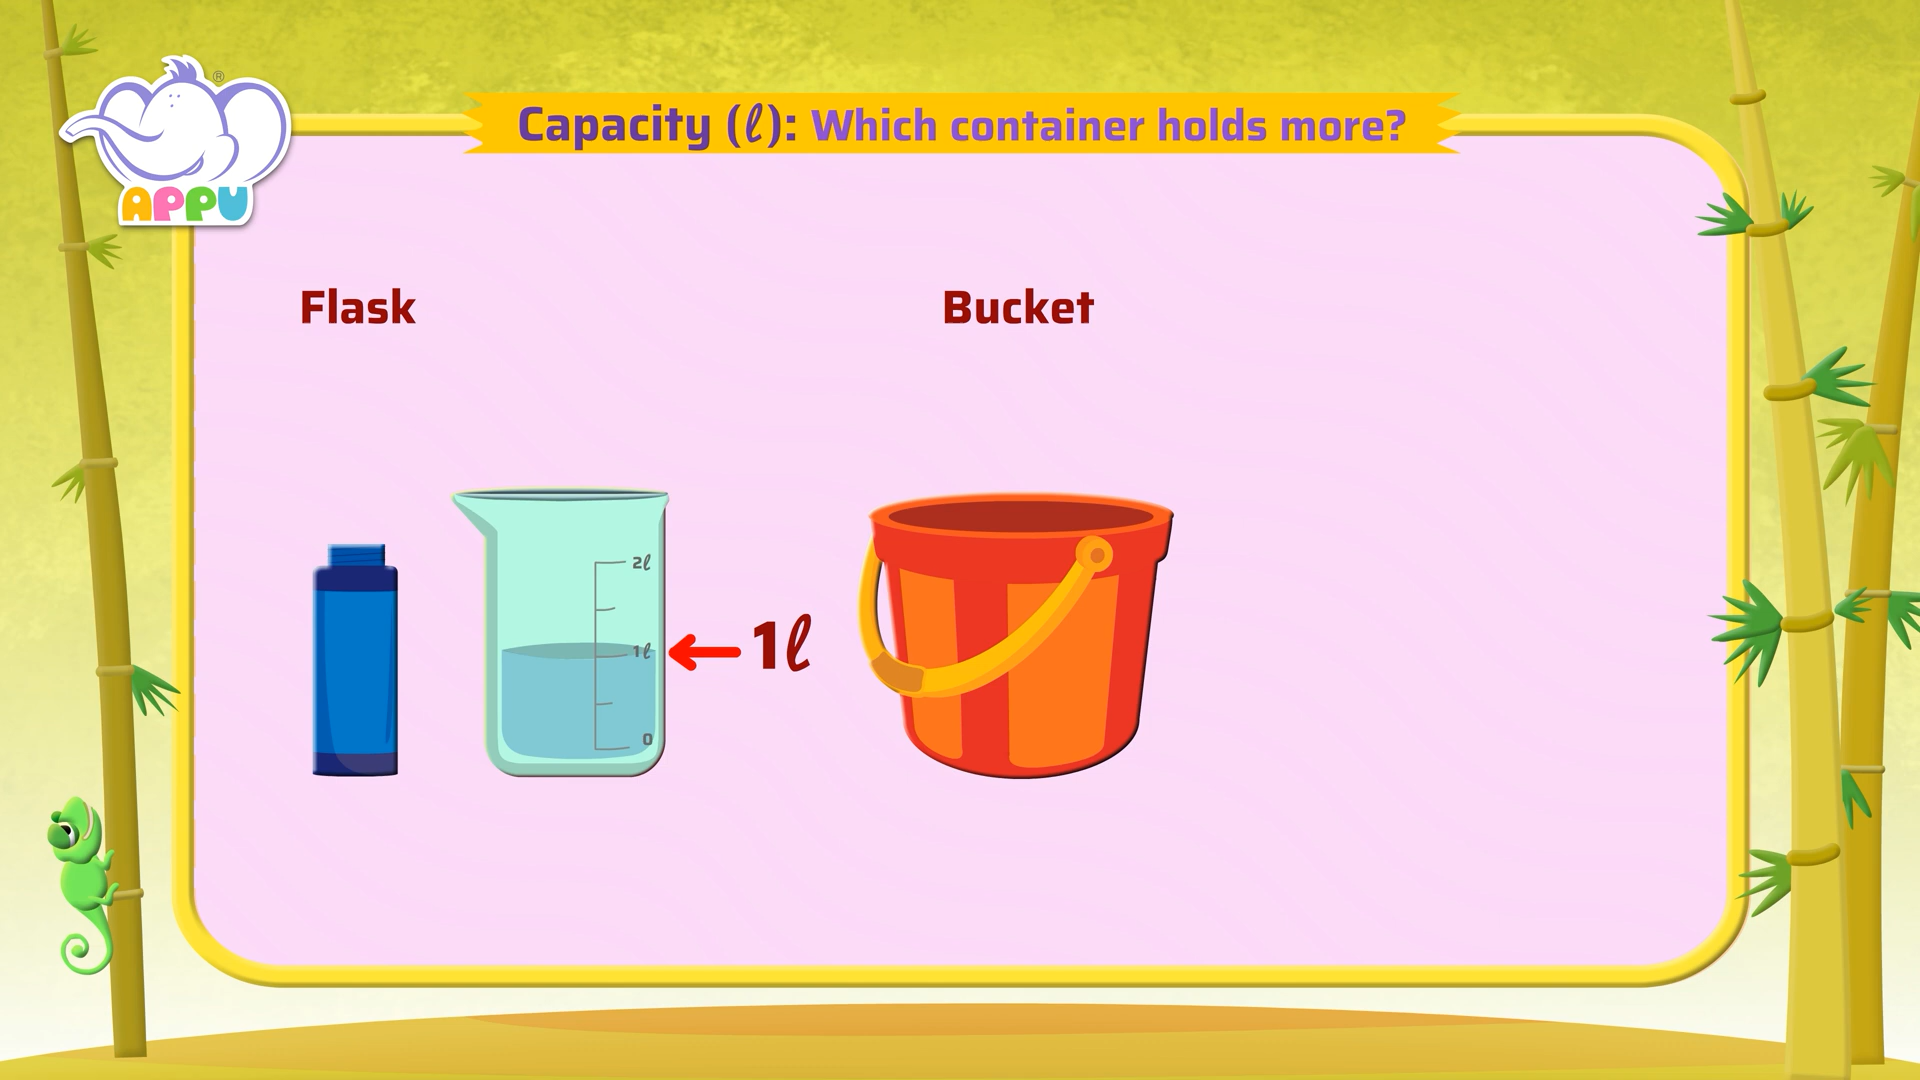 APPU ®
Capacity (ℓ): Which container holds more?
Flask
Bucket
2ℓ
1ℓ
0
1ℓ